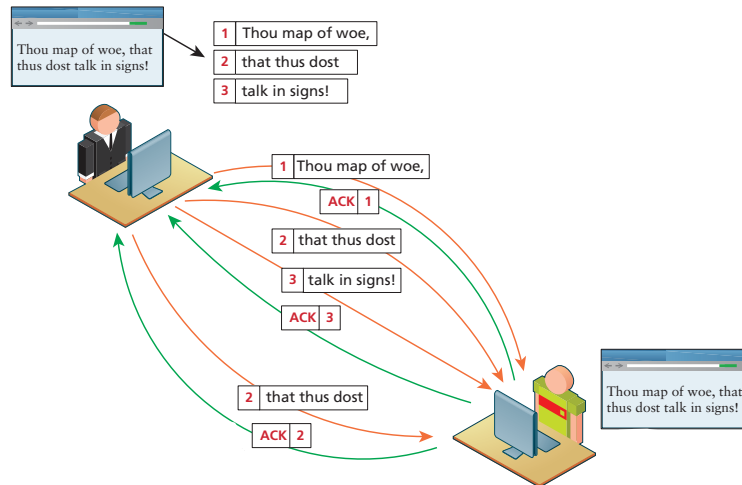 Thou map of woe, that
thus dost talk in signs!
1 Thou map of woe,
2 that thus dost
3 talk in signs!
1 Thou map of woe,
ACK 1
2 that thus dost
3 talk in signs!
ACK 3
2 that thus dost
ACK 2
Thou map of woe, that
thus dost talk in signs!